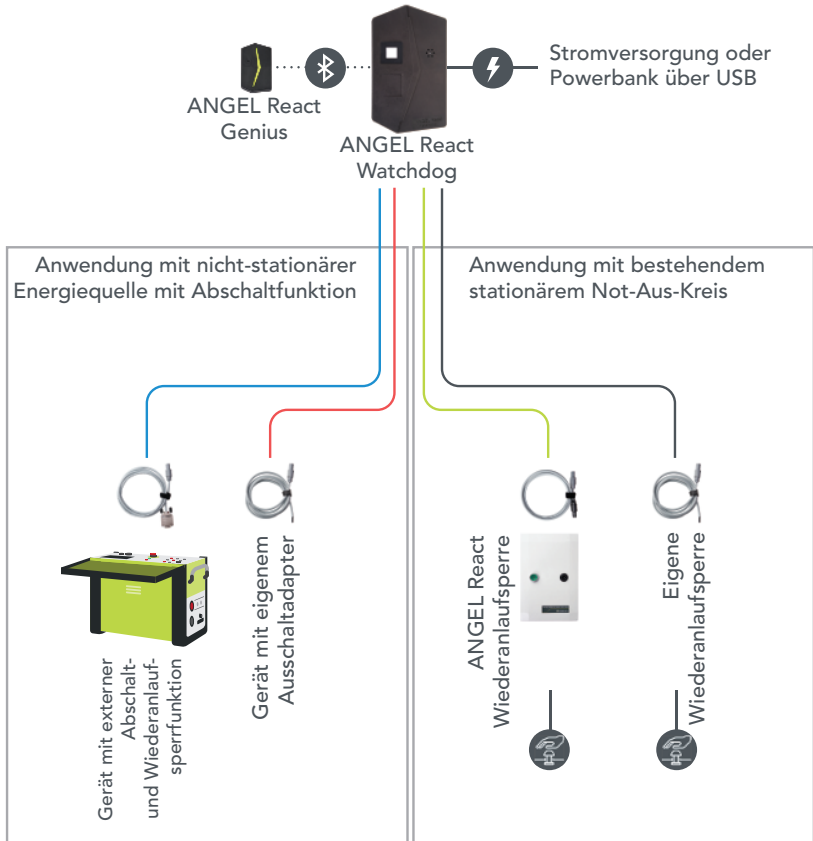 Stromversorgung oder
Powerbank über USB
ANGEL React
Genius
ANGEL React
Watchdog
Anwendung mit nicht-stationärer
Energiequelle mit Abschaltfunktion
Anwendung mit bestehendem
stationärem Not-Aus-Kreis
Gerät mit externer
Abschalt-
und Wiederanlauf-
sperrfunktion
Gerät mit eigenem
Ausschaltadapter
ANGEL React
Wiederanlaufsperre
Eigene
Wiederanlaufsperre